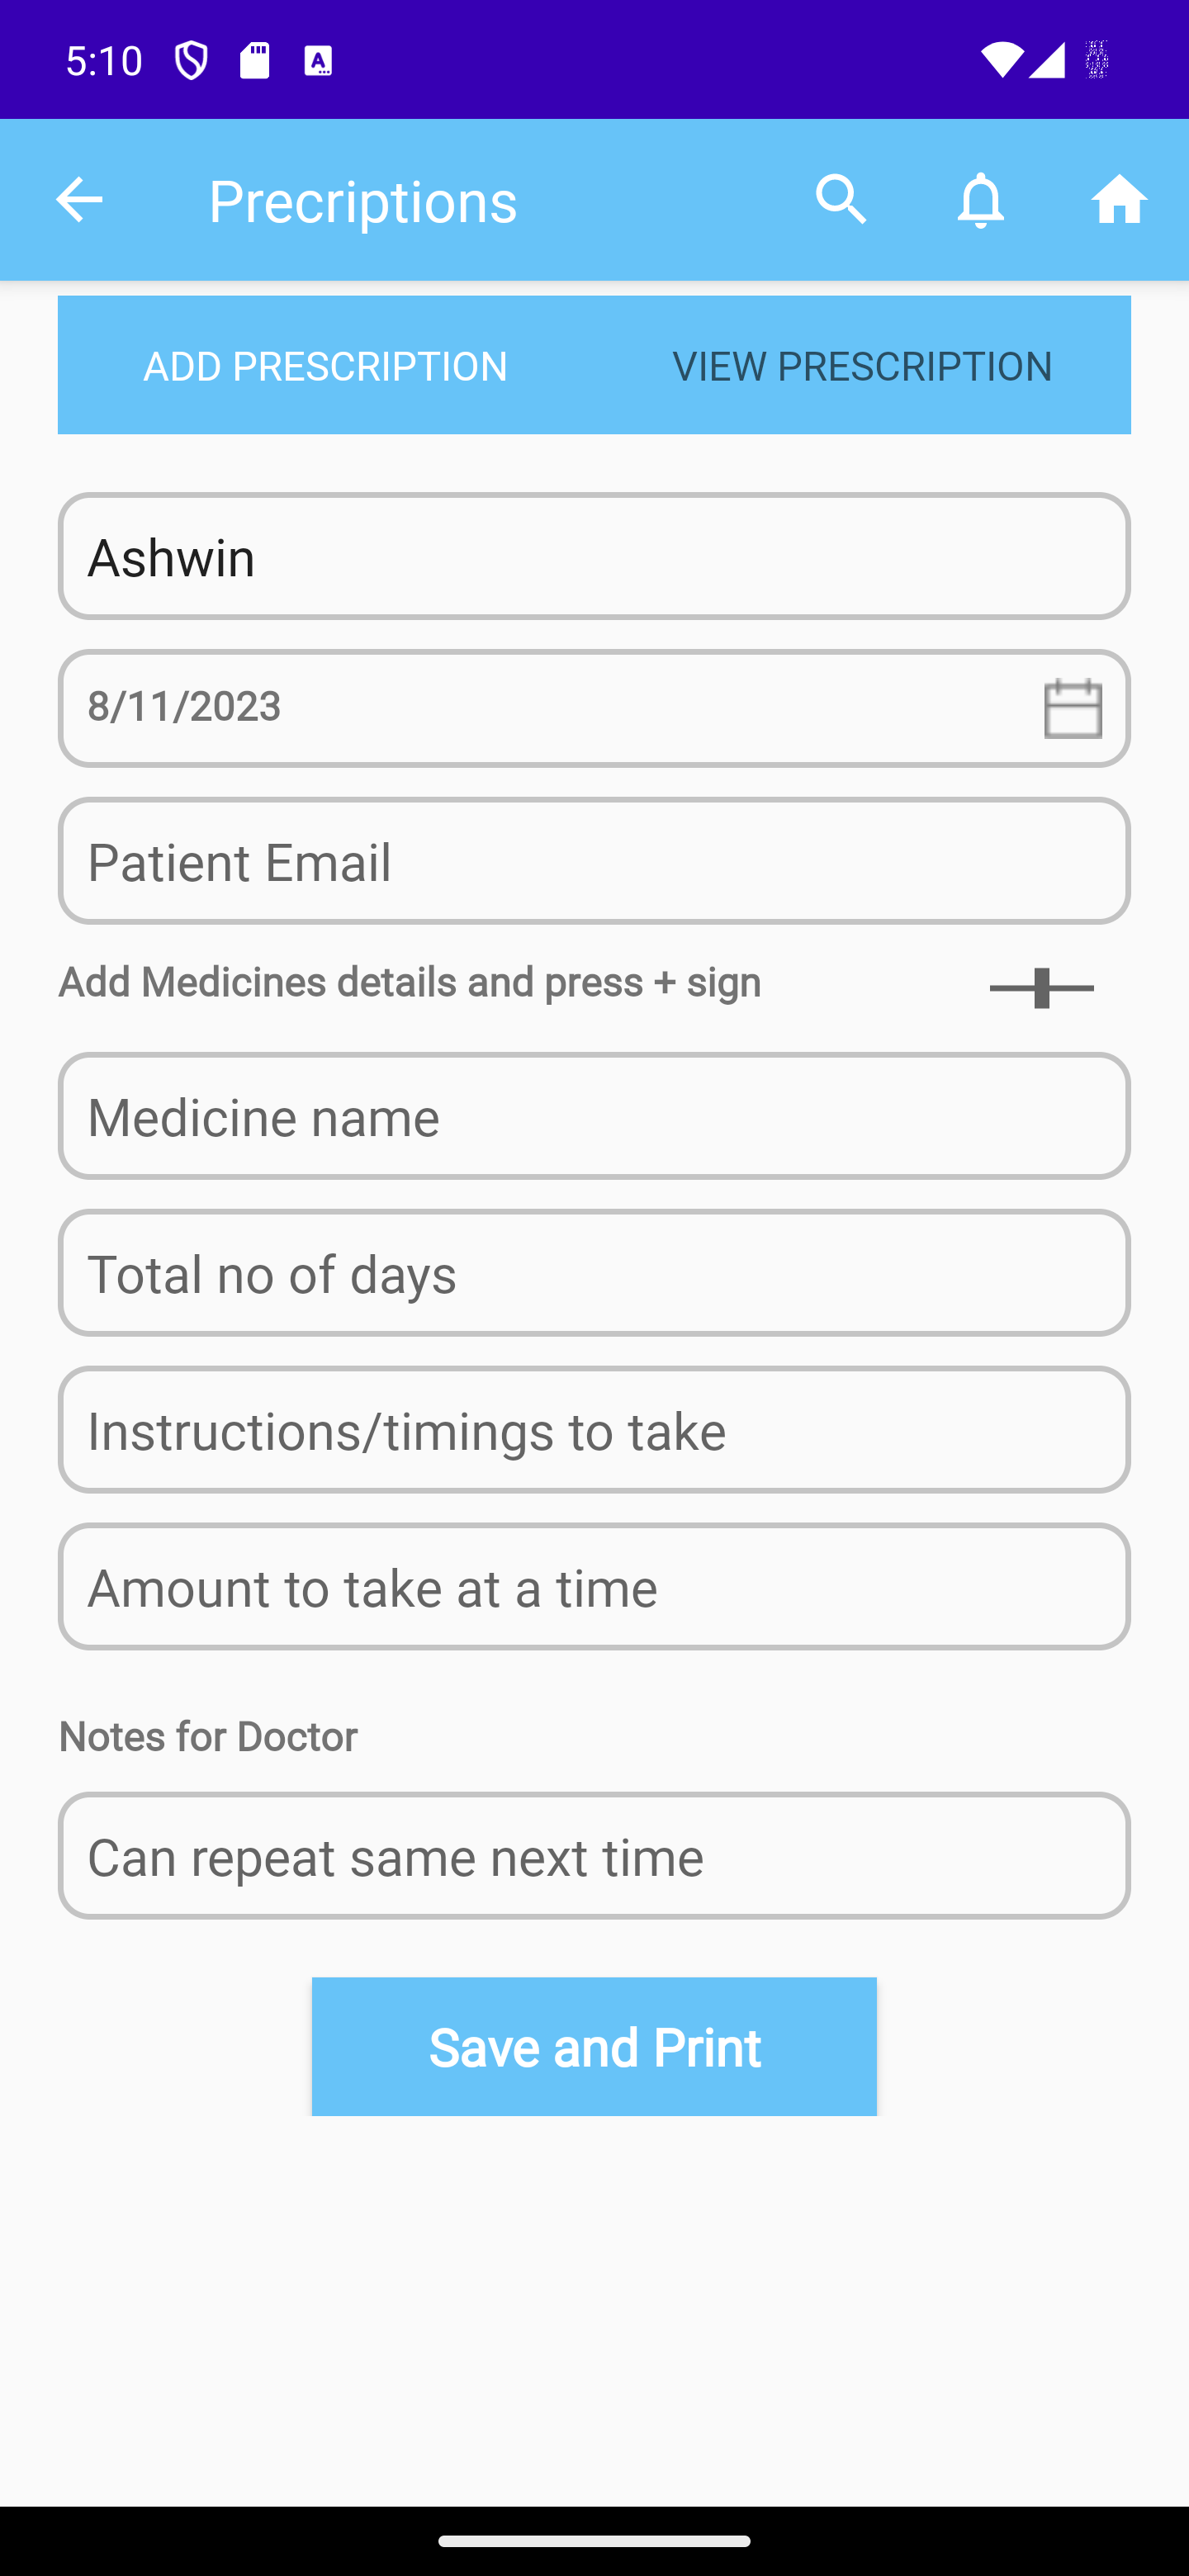 5:10
Precriptions
ADD PRESCRIPTION VIEW PRESCRIPTION
Ashwin
8/11/2023
Patient Email
Add Medicines details and press + sign
Medicine name
Total no of days
Instructions/timings to take
Amount to take at a time
Notes for Doctor
Can repeat same next time
Save and Print